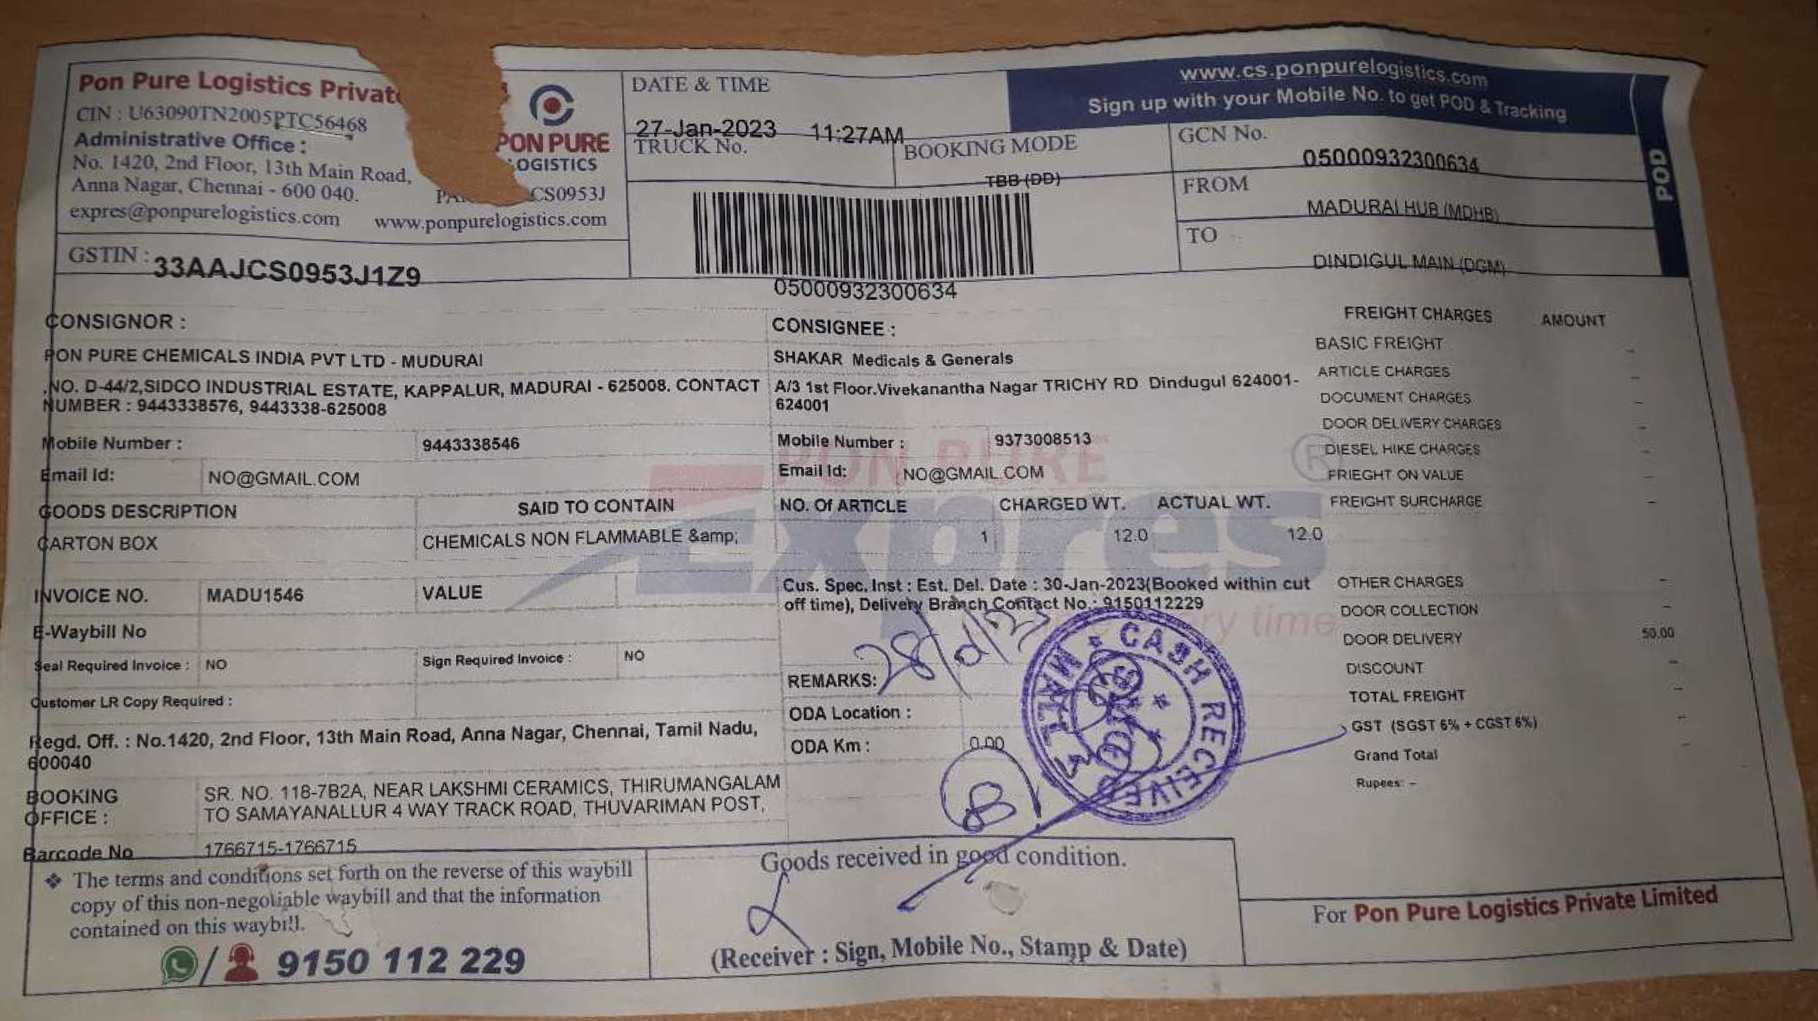 Pon Pure Logistics
CIN : U63090TN2005PTC56468
Administrative Office :
No. 1420, 2nd Floor, 13th Main Road,
Anna Nagar, Chennai - 600 040.
expres@ponpurelogistics.com www.ponpurelogistics.com
CS0953J
PON PURE
GSTIN : 33AAJCS0953J1Z9
DATE & TIME
27-Jan-2023 11:27AM
TRUCK No.
BOOKING MODE
TBB (DD)
05000932300634
www.cs.ponpurelogistics.com
Sign up with your Mobile No. to get POD & Tracking
GCN No.
05000932300634
FROM
MADURAI HUB (MDHB)
TO
DINDIGUL MAIN (DGM)
POD
CONSIGNOR :
PON PURE CHEMICALS INDIA PVT LTD - MUDURAI
,NO. D-44/2,SIDCO INDUSTRIAL ESTATE, KAPPALUR, MADURAI - 625008. CONTACT
NUMBER : 9443338576, 9443338-625008
Mobile Number : 9443338546
Email Id: NO@GMAIL.COM
CONSIGNEE :
SHAKAR Medicals & Generals
A/3 1st Floor.Vivekanantha Nagar TRICHY RD Dindugul 624001-
624001
Mobile Number : 9373008513
Email Id: NO@GMAIL.COM
GOODS DESCRIPTION SAID TO CONTAIN NO. Of ARTICLE CHARGED WT. ACTUAL WT.
CARTON BOX CHEMICALS NON FLAMMABLE &amp; 1 12.0 12.0
PON PURE
Expres
®
INVOICE NO. MADU1546 VALUE
E-Waybill No
Seal Required Invoice : NO Sign Required Invoice : NO
Customer LR Copy Required :
Regd. Off. : No.1420, 2nd Floor, 13th Main Road, Anna Nagar, Chennai, Tamil Nadu,
600040
BOOKING
OFFICE :
SR. NO. 118-7B2A, NEAR LAKSHMI CERAMICS, THIRUMANGALAM
TO SAMAYANALLUR 4 WAY TRACK ROAD, THUVARIMAN POST,
Barcode No 1766715-1766715
Cus. Spec. Inst : Est. Del. Date : 30-Jan-2023(Booked within cut
off time), Delivery Branch Contact No.: 9150112229
time
REMARKS:
ODA Location :
ODA Km : 0.00
CASH RECEIVED
FREIGHT CHARGES AMOUNT
BASIC FREIGHT -
ARTICLE CHARGES -
DOCUMENT CHARGES -
DOOR DELIVERY CHARGES -
DIESEL HIKE CHARGES -
FRIEGHT ON VALUE -
FREIGHT SURCHARGE -
OTHER CHARGES -
DOOR COLLECTION -
DOOR DELIVERY 50.00
DISCOUNT -
TOTAL FREIGHT -
GST (SGST 6% + CGST 6%) -
Grand Total -
Rupees: -
❖ The terms and conditions set forth on the reverse of this waybill
copy of this non-negotiable waybill and that the information
contained on this waybill.
/ 9150 112 229
Goods received in good condition.
(Receiver : Sign, Mobile No., Stamp & Date)
For Pon Pure Logistics Private Limited